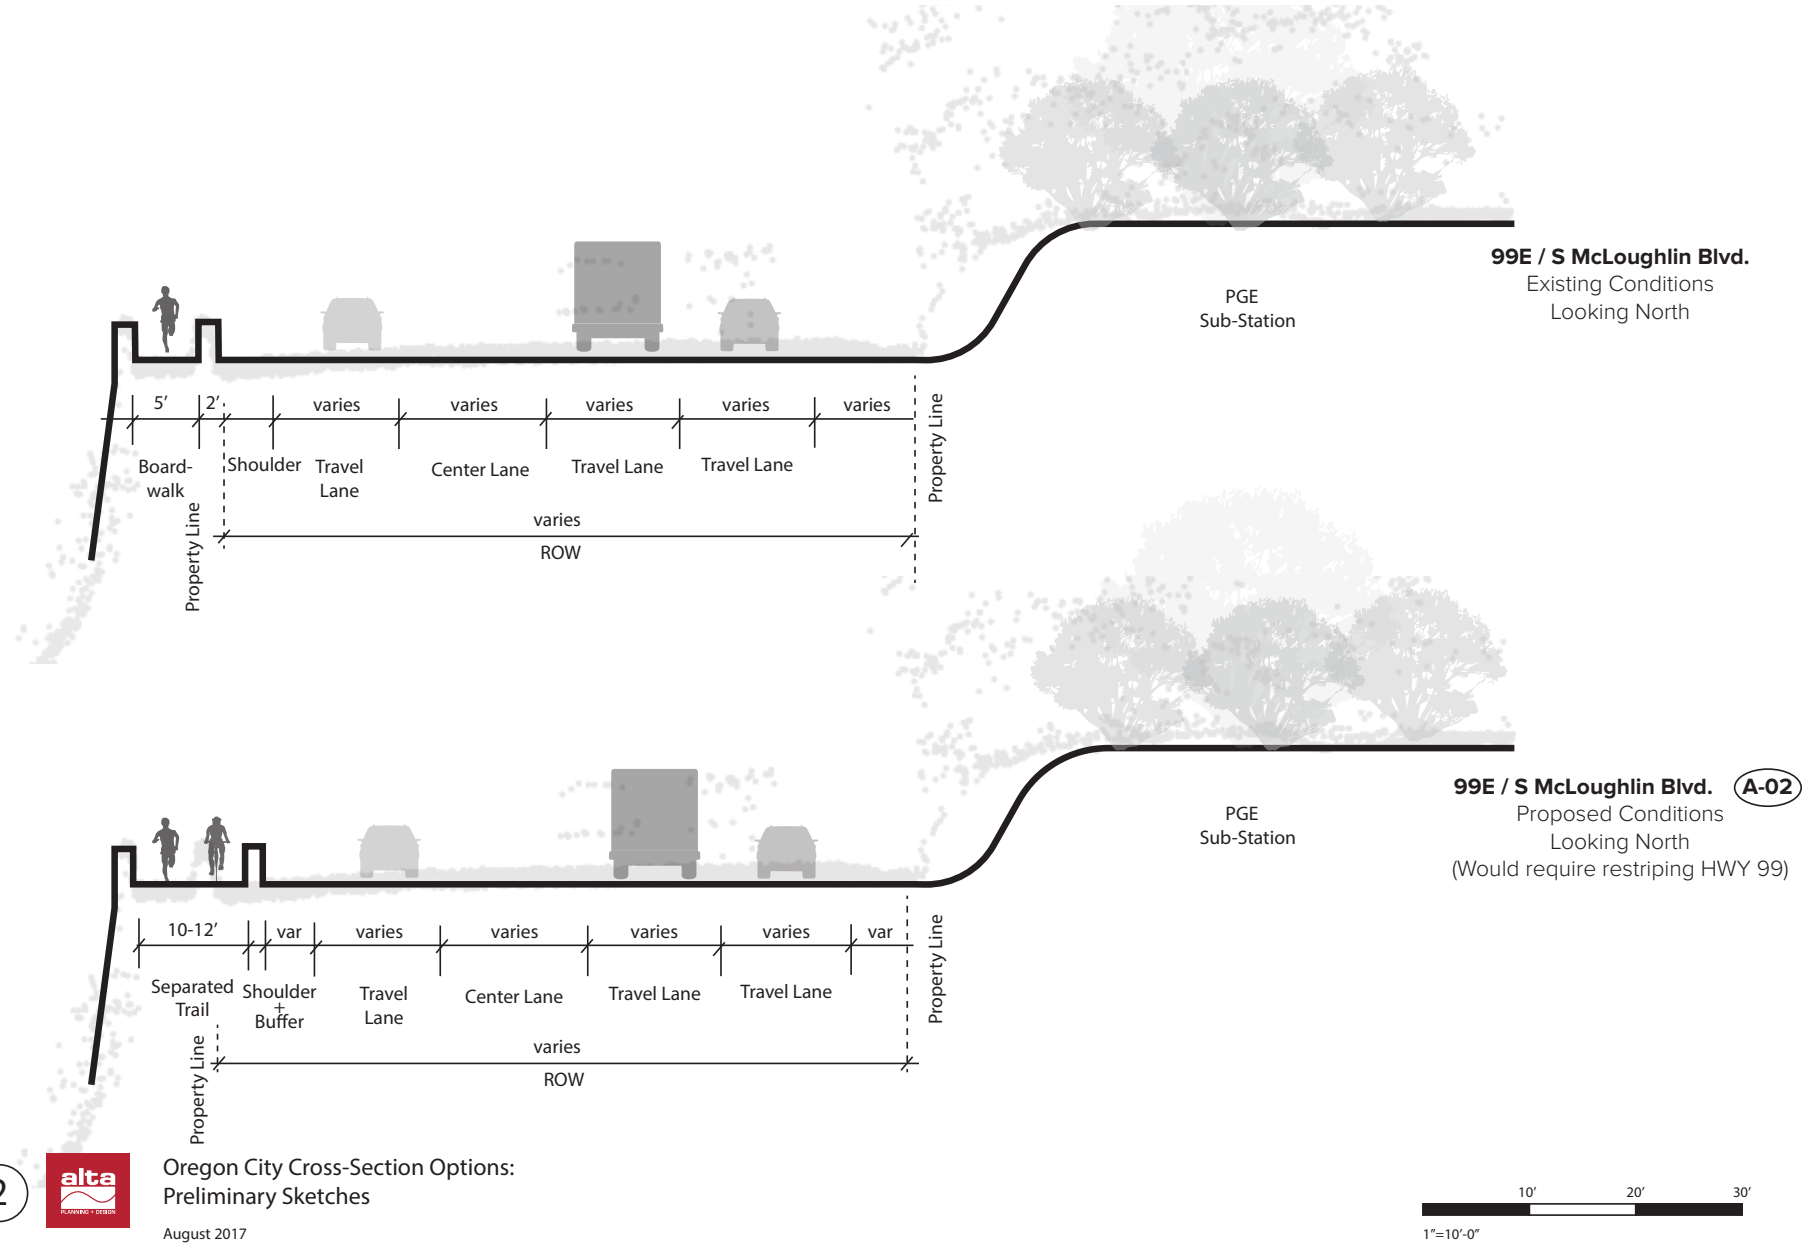 99E / S McLoughlin Blvd.
Existing Conditions
Looking North
PGE
Sub-Station
5’
2’
varies
varies
varies
varies
varies
Board-
walk
Shoulder
Travel
Lane
Center Lane
Travel Lane
Travel Lane
Property Line
Property Line
varies
ROW
99E / S McLoughlin Blvd.
A-02
Proposed Conditions
Looking North
(Would require restriping HWY 99)
PGE
Sub-Station
10-12’
var
varies
varies
varies
varies
var
Separated
Trail
Shoulder
+
Buffer
Travel
Lane
Center Lane
Travel Lane
Travel Lane
Property Line
Property Line
varies
ROW
2
alta
PLANNING + DESIGN
Oregon City Cross-Section Options:
Preliminary Sketches
August 2017
10’
20’
30’
1”=10’-0”